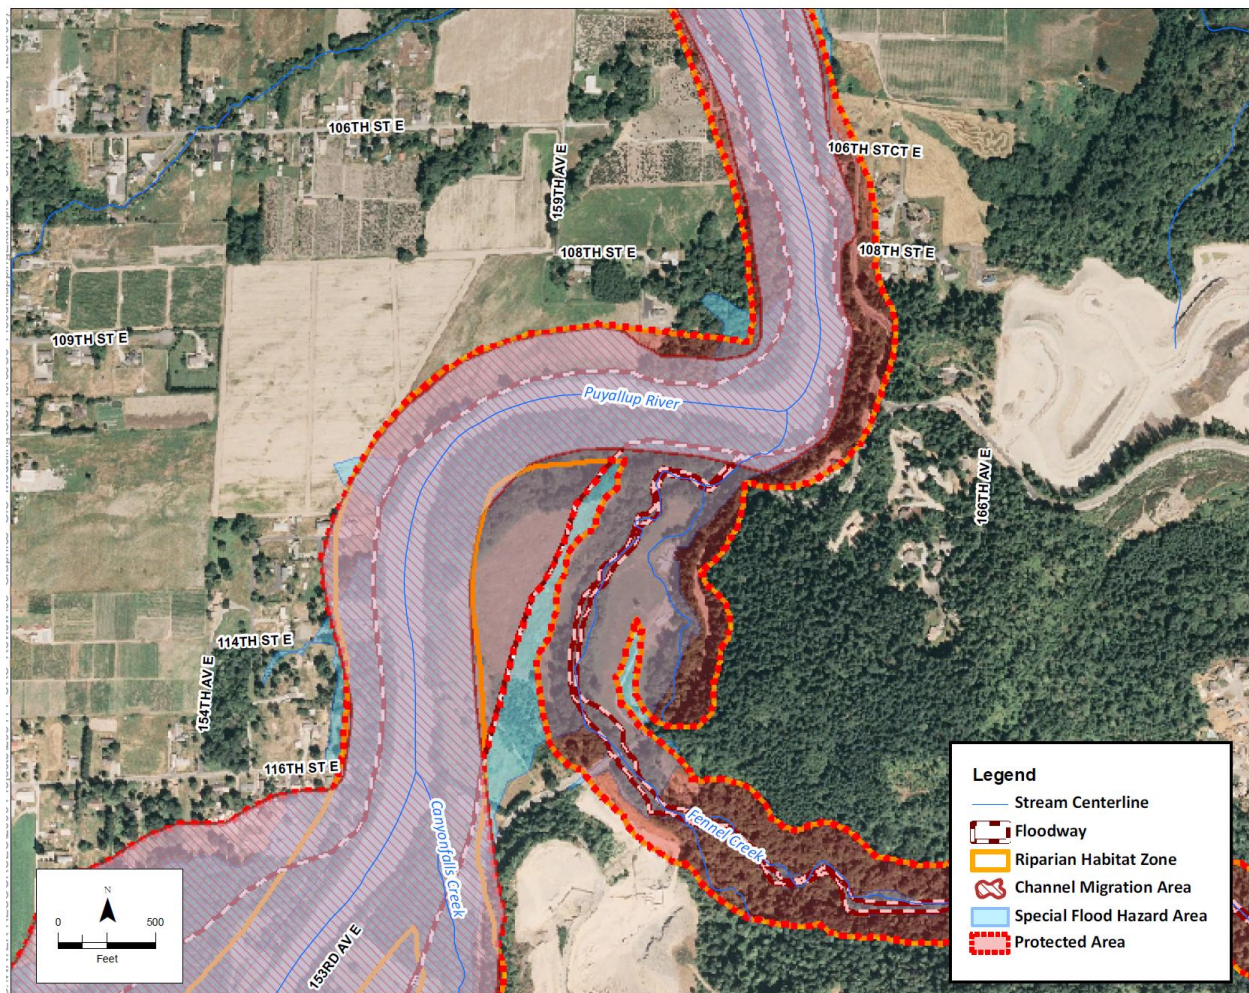 106TH ST E
159TH AV E
106TH STCT E
108TH ST E
108TH ST E
109TH ST E
Puyallup River
166TH AV E
114TH ST E
154TH AV E
116TH ST E
Canyonfalls Creek
Fennel Creek
153RD AV E
N
0 500
Feet
Legend
Stream Centerline
Floodway
Riparian Habitat Zone
Channel Migration Area
Special Flood Hazard Area
Protected Area